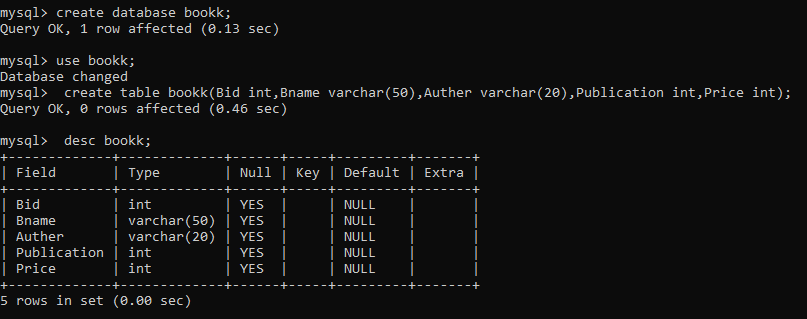 mysql> create database bookk;
Query OK, 1 row affected (0.13 sec)
mysql> use bookk;
Database changed
mysql>  create table bookk(Bid int,Bname varchar(50),Auther varchar(20),Publication int,Price int);
Query OK, 0 rows affected (0.46 sec)
mysql>  desc bookk;
+-------------+-------------+------+-----+---------+-------+
| Field       | Type        | Null | Key | Default | Extra |
+-------------+-------------+------+-----+---------+-------+
| Bid         | int         | YES  |     | NULL    |       |
| Bname       | varchar(50) | YES  |     | NULL    |       |
| Auther      | varchar(20) | YES  |     | NULL    |       |
| Publication | int         | YES  |     | NULL    |       |
| Price       | int         | YES  |     | NULL    |       |
+-------------+-------------+------+-----+---------+-------+
5 rows in set (0.00 sec)